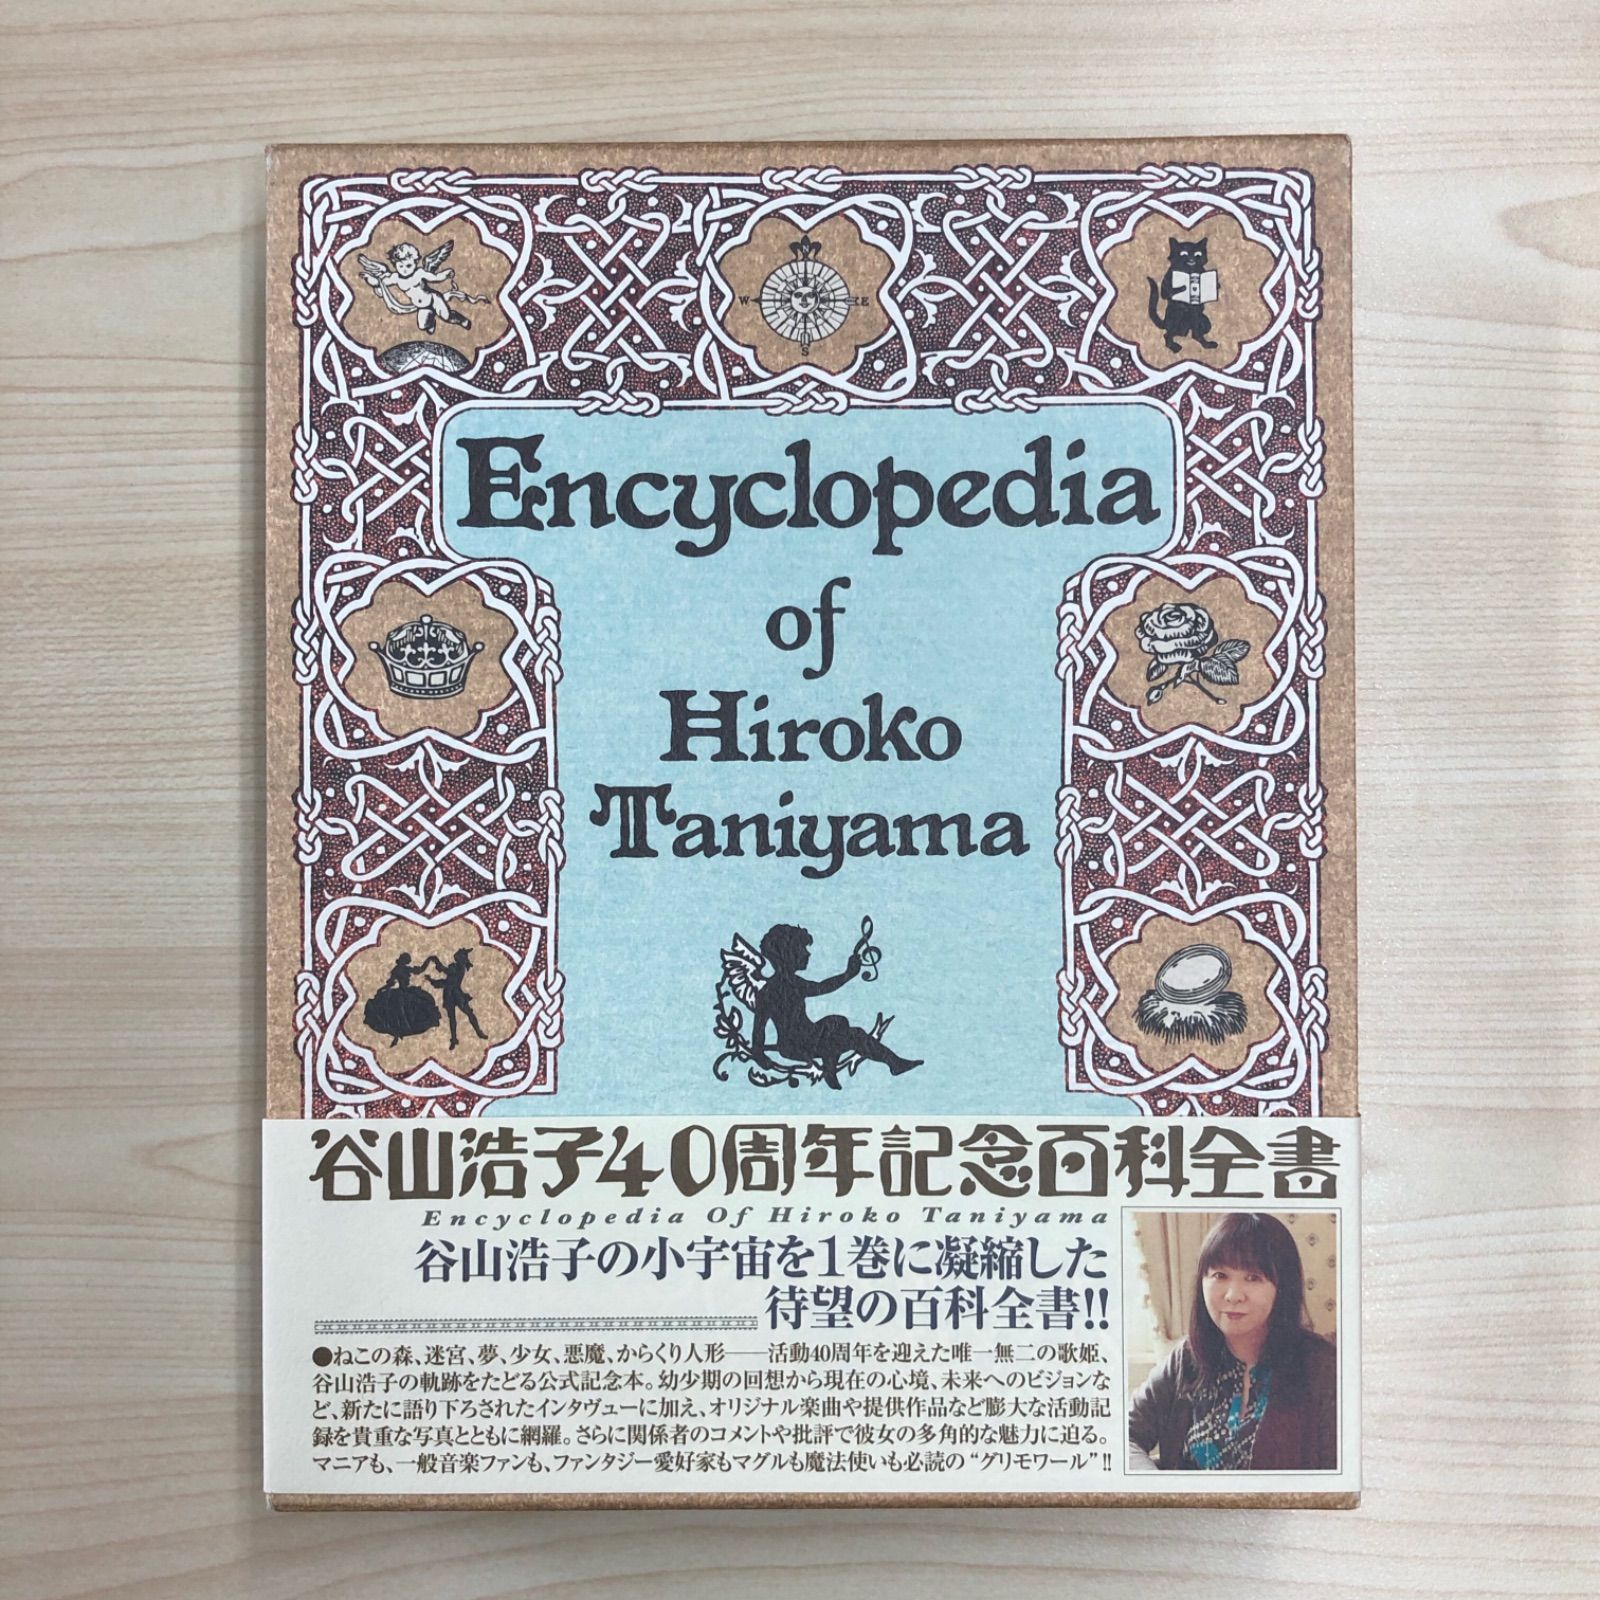 N
W E
S
Encyclopedia
of
Hiroko
Taniyama
谷山浩子40周年記念百科全書
Encyclopedia Of Hiroko Taniyama
谷山浩子の小宇宙を1巻に凝縮した
待望の百科全書!!
●ねこの森、迷宮、夢、少女、悪魔、からくり人形──活動40周年を迎えた唯一無二の歌姫、
谷山浩子の軌跡をたどる公式記念本。幼少期の回想から現在の心境、未来へのビジョンな
ど、新たに語り下ろされたインタヴューに加え、オリジナル楽曲や提供作品など膨大な活動記
録を貴重な写真とともに網羅。さらに関係者のコメントや批評で彼女の多角的な魅力に迫る。
マニアも、一般音楽ファンも、ファンタジー愛好家もマグルも魔法使いも必読の“グリモワール”!!